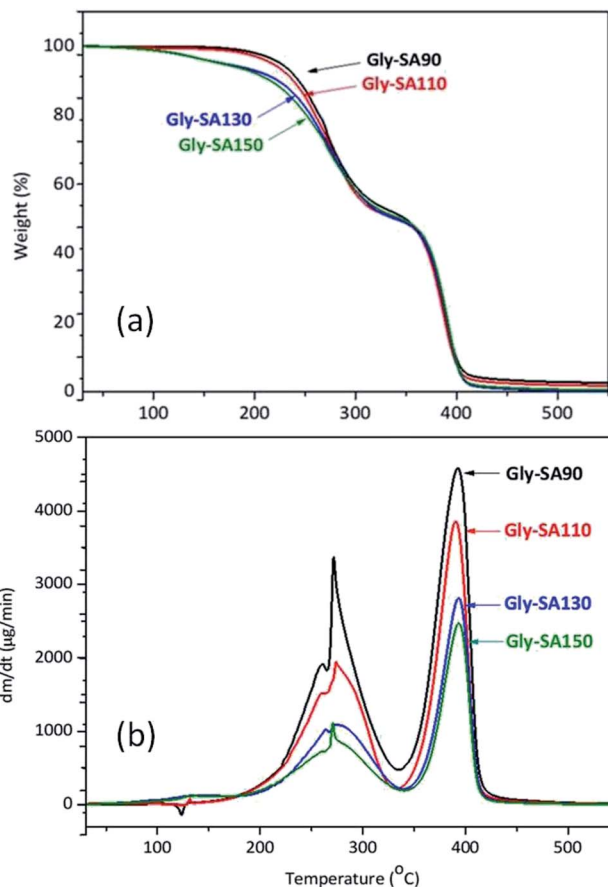 100
80
60
40
20
0
Weight (%)
Gly-SA90
Gly-SA110
Gly-SA130
Gly-SA150
(a)
100 200 300 400 500
5000
4000
3000
2000
1000
0
dm/dt (µg/min)
Gly-SA90
Gly-SA110
Gly-SA130
Gly-SA150
(b)
100 200 300 400 500
Temperature (°C)